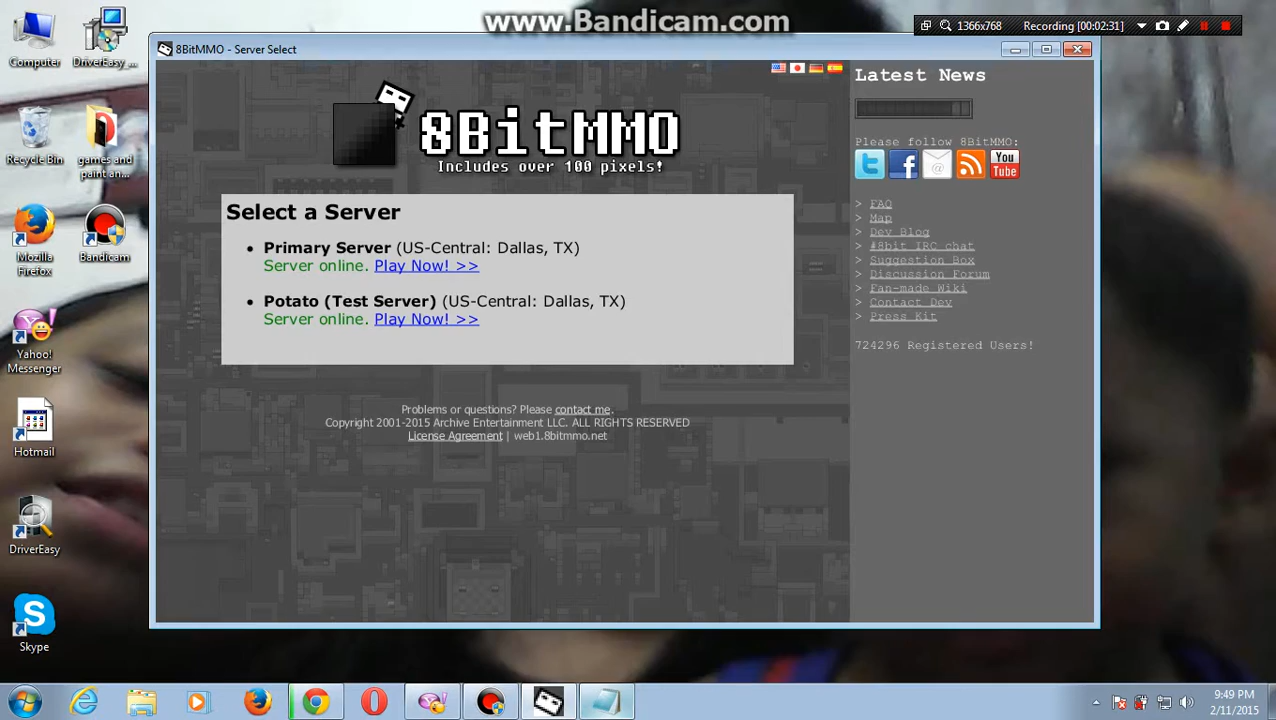 www.Bandicam.com
1366x768
Recording [00:02:31]
Computer
DriverEasy_...
Recycle Bin
games and
paint an...
Mozilla
Firefox
Bandicam
Yahoo!
Messenger
Hotmail
DriverEasy
Skype
8BitMMO - Server Select
8BitMMO
Includes over 100 pixels!
Select a Server
• Primary Server (US-Central: Dallas, TX)
Server online. Play Now! >>
• Potato (Test Server) (US-Central: Dallas, TX)
Server online. Play Now! >>
Problems or questions? Please contact me.
Copyright 2001-2015 Archive Entertainment LLC. ALL RIGHTS RESERVED
License Agreement | web1.8bitmmo.net
Latest News
Please follow 8BitMMO:
You
Tube
> FAQ
> Map
> Dev Blog
> #8bit IRC chat
> Suggestion Box
> Discussion Forum
> Fan-made Wiki
> Contact Dev
> Press Kit
724296 Registered Users!
9:49 PM
2/11/2015